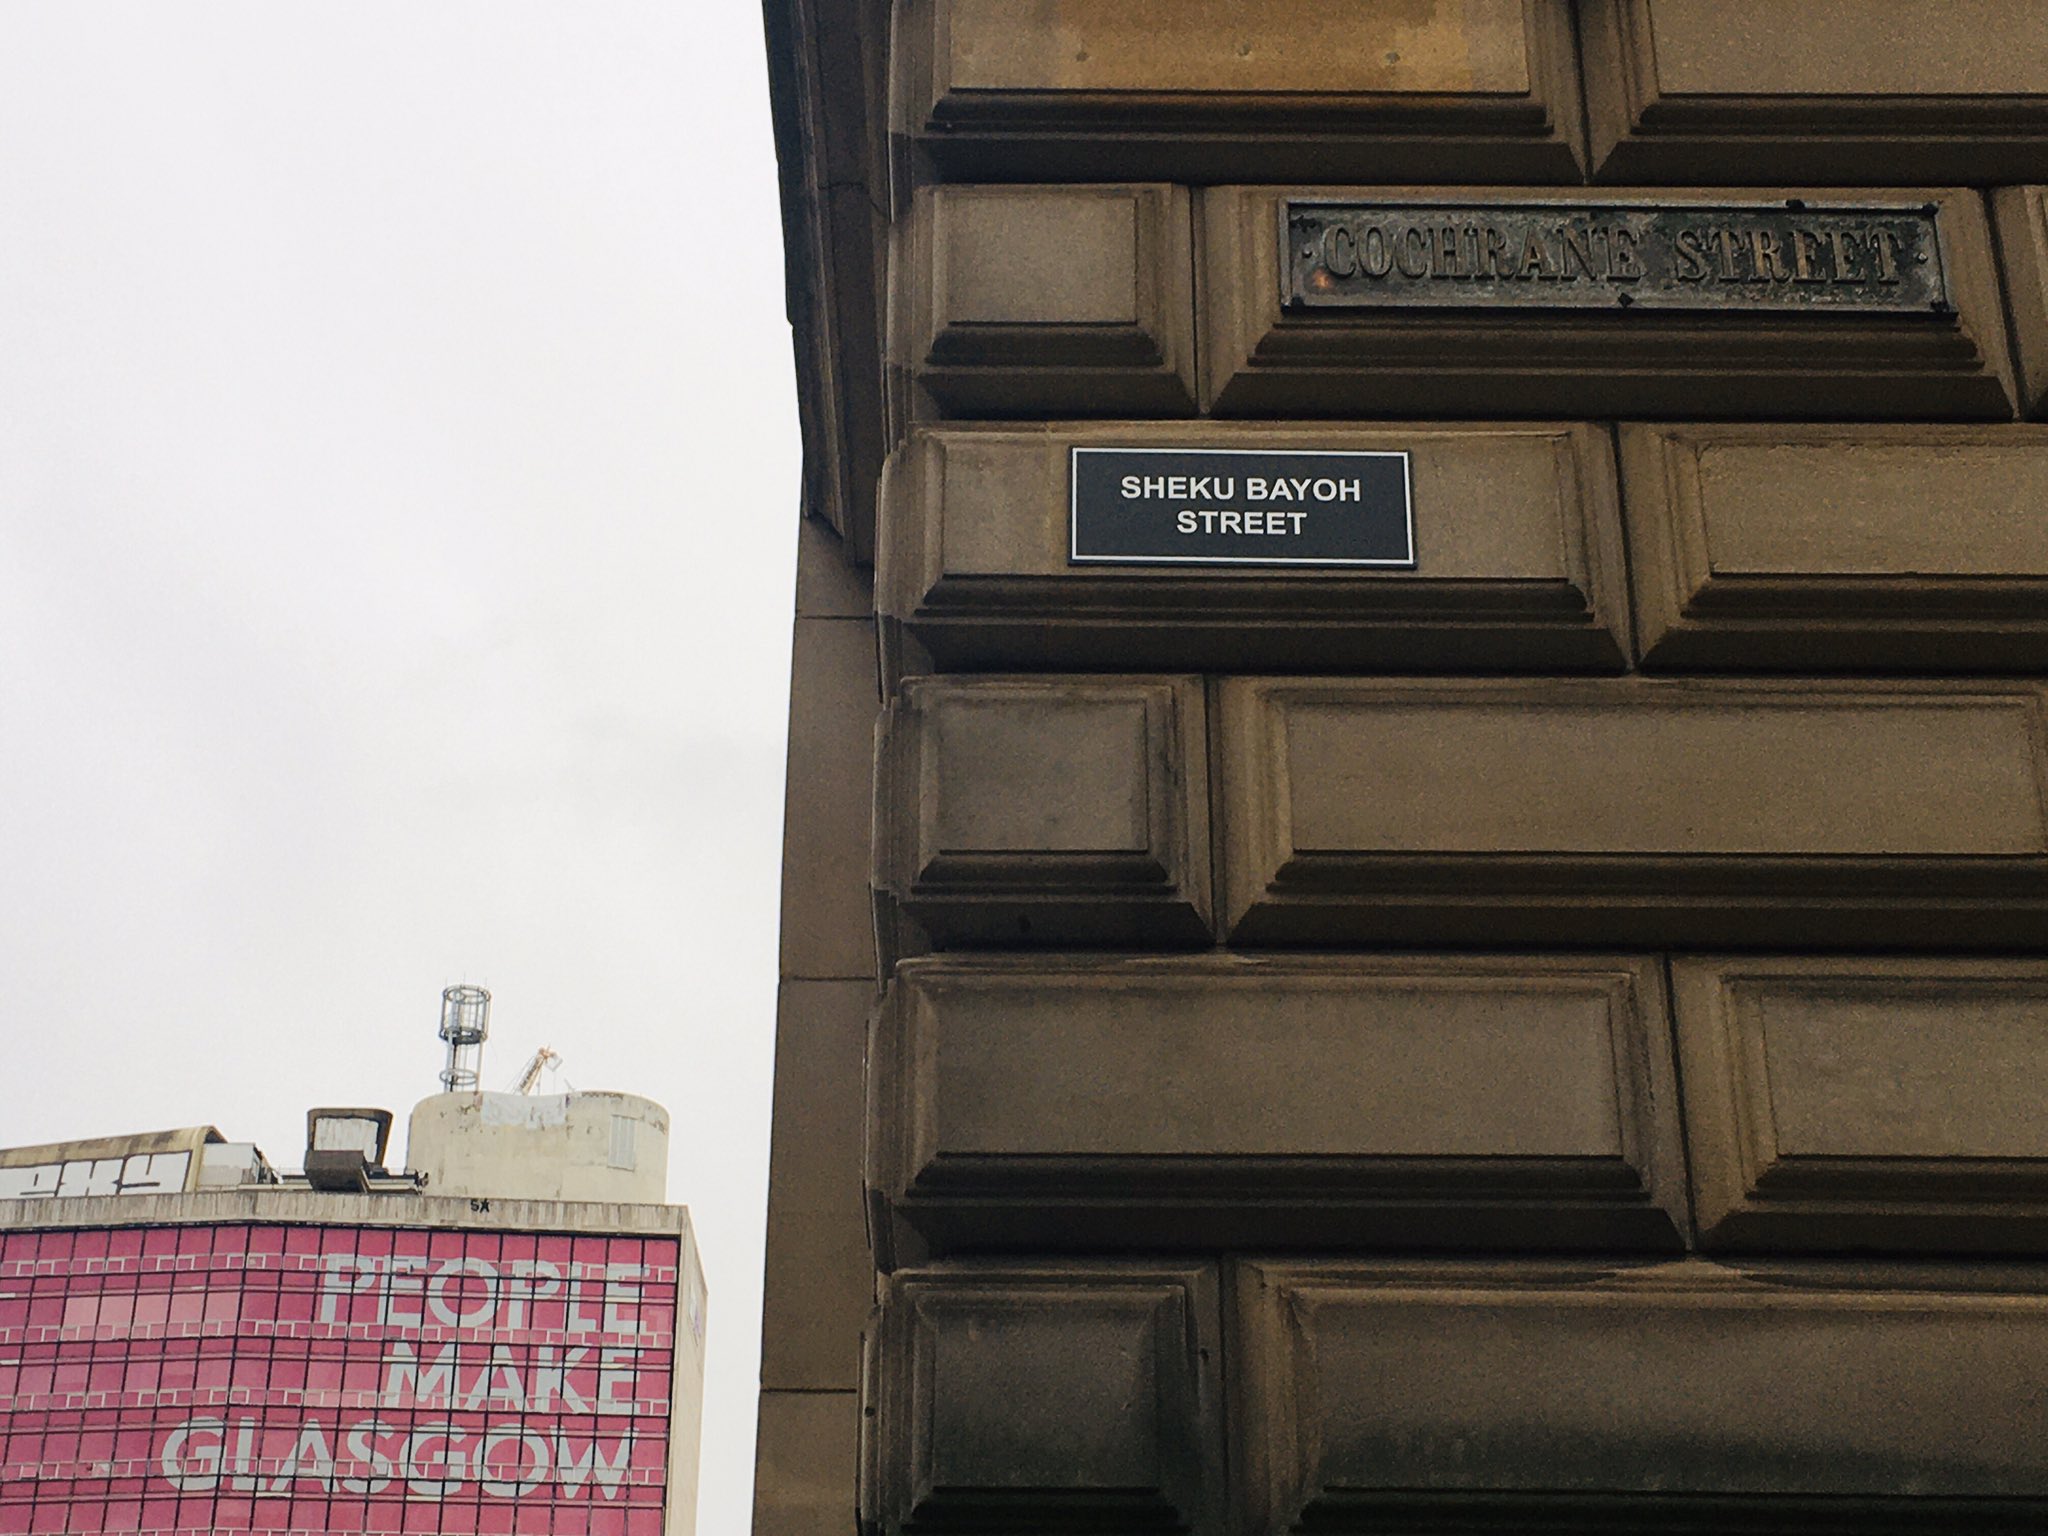 COCHRANE STREET
SHEKU BAYOH
STREET
PEOPLE
MAKE
GLASGOW